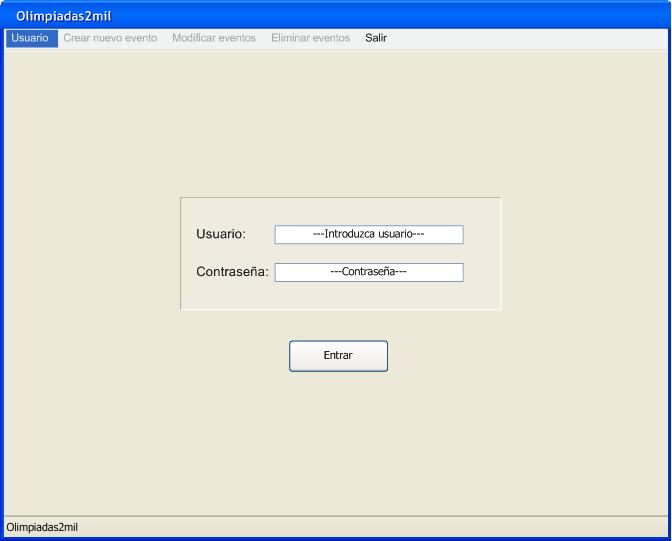 Olimpiadas2mil
Usuario Crear nuevo evento Modificar eventos Eliminar eventos Salir
Usuario: ---Introduzca usuario---
Contraseña: ---Contraseña---
Entrar
Olimpiadas2mil